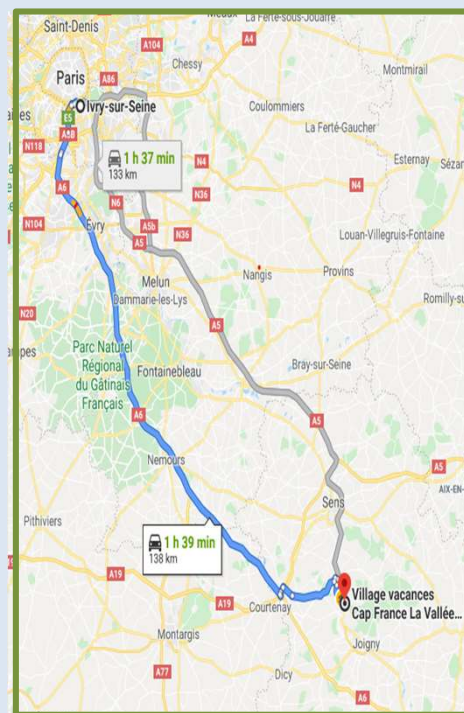 La Ferté-sous-Jouarre
Saint-Denis
A104
A4
Paris
A86
Chessy
Montmirail
Ivry-sur-Seine
Coulommiers
E5
La Ferté-Gaucher
1 h 37 min
133 km
N4
Esternay
Sézan
A6
N6
N36
N4
N104
Évry
A5b
N36
A5
Louan-Villegruis-Fontaine
Melun
Nangis
Provins
Dammarie-les-Lys
Romilly-su
N20
A5
Parc Naturel
Régional
du Gâtinais
Français
Fontainebleau
Bray-sur-Seine
A6
A5
Nemours
A5
Sens
AIX-EN-
Pithiviers
1 h 39 min
138 km
A19
A19
Courtenay
Village vacances
Cap France La Vallée...
Montargis
Joigny
Dicy
A77
A6